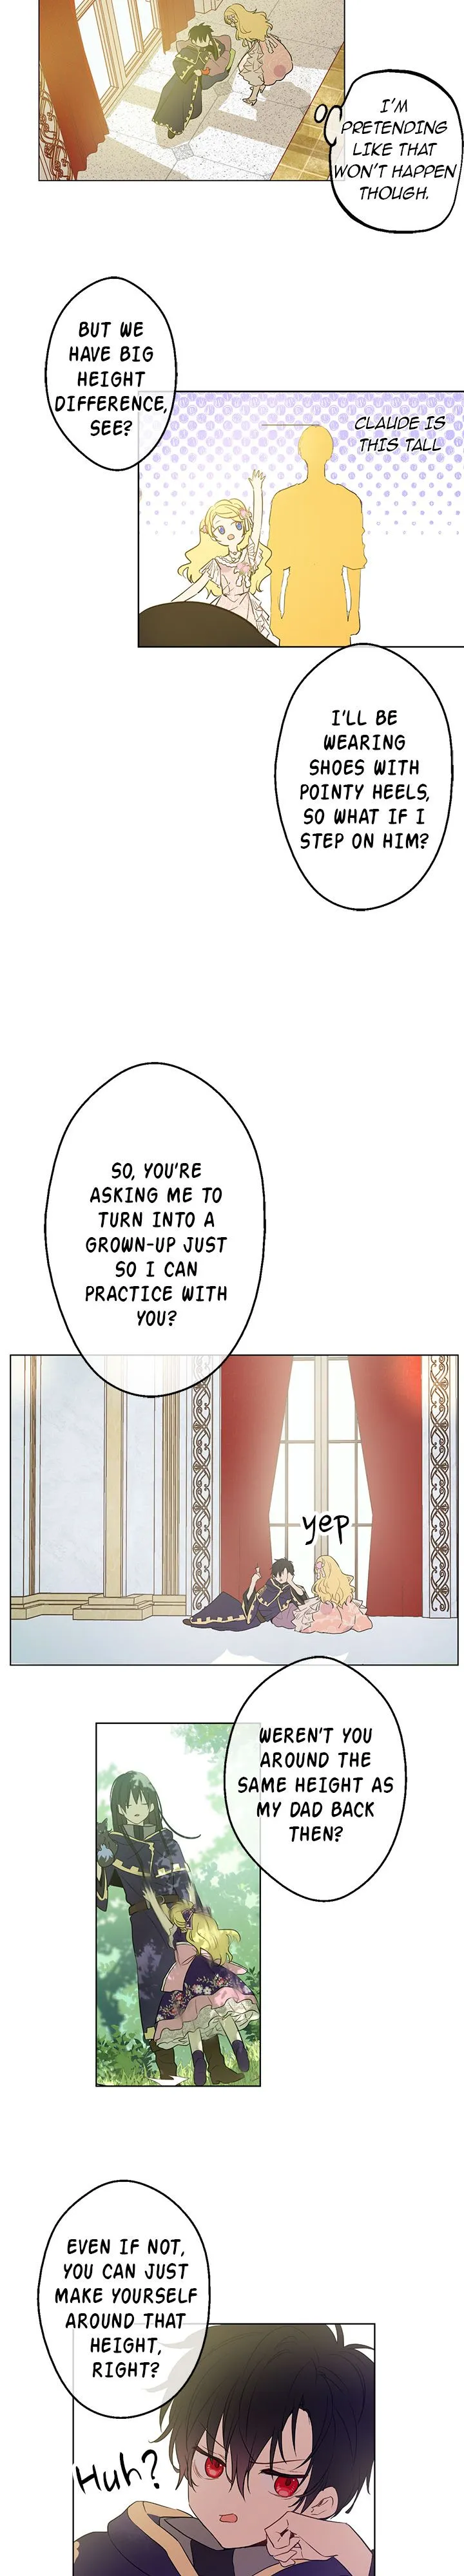 I'M
PRETENDING
LIKE THAT
WON'T HAPPEN
THOUGH.
BUT WE
HAVE BIG
HEIGHT
DIFFERENCE,
SEE?
CLAUDE IS
THIS TALL
I'LL BE
WEARING
SHOES WITH
POINTY HEELS,
SO WHAT IF I
STEP ON HIM?
SO, YOU'RE
ASKING ME TO
TURN INTO A
GROWN-UP JUST
SO I CAN
PRACTICE WITH
YOU?
yep
WEREN'T YOU
AROUND THE
SAME HEIGHT AS
MY DAD BACK
THEN?
EVEN IF NOT,
YOU CAN JUST
MAKE YOURSELF
AROUND THAT
HEIGHT,
RIGHT?
Huh?